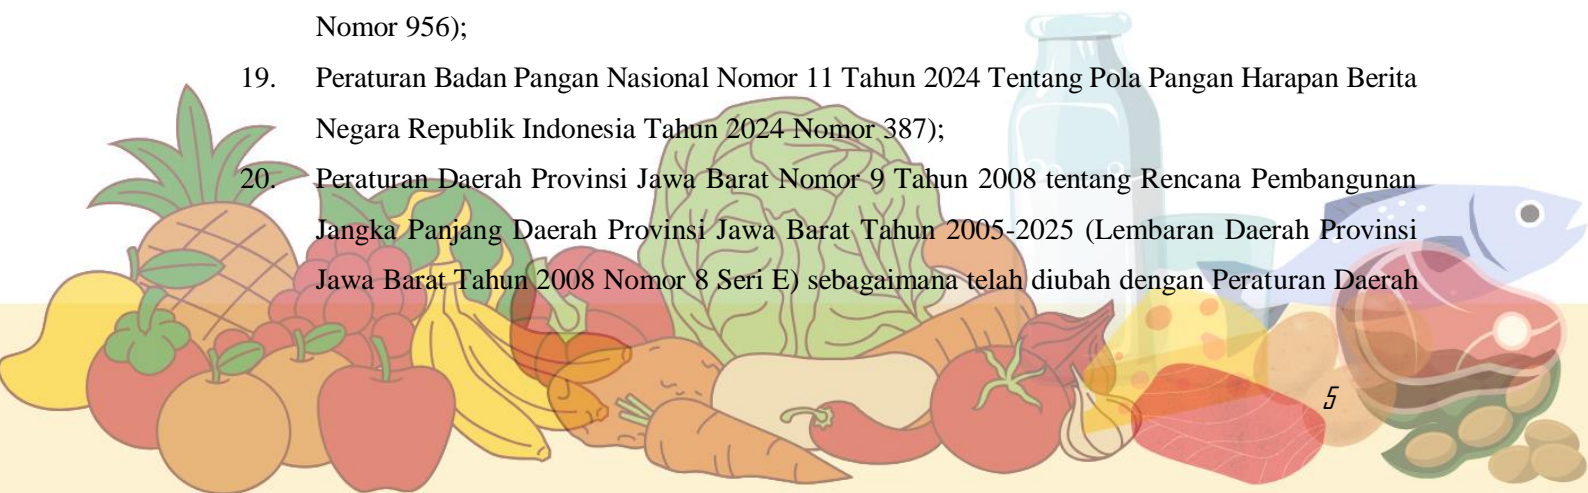 Nomor 956);
19. Peraturan Badan Pangan Nasional Nomor 11 Tahun 2024 Tentang Pola Pangan Harapan Berita
Negara Republik Indonesia Tahun 2024 Nomor 387);
20. Peraturan Daerah Provinsi Jawa Barat Nomor 9 Tahun 2008 tentang Rencana Pembangunan
Jangka Panjang Daerah Provinsi Jawa Barat Tahun 2005-2025 (Lembaran Daerah Provinsi
Jawa Barat Tahun 2008 Nomor 8 Seri E) sebagaimana telah diubah dengan Peraturan Daerah
5